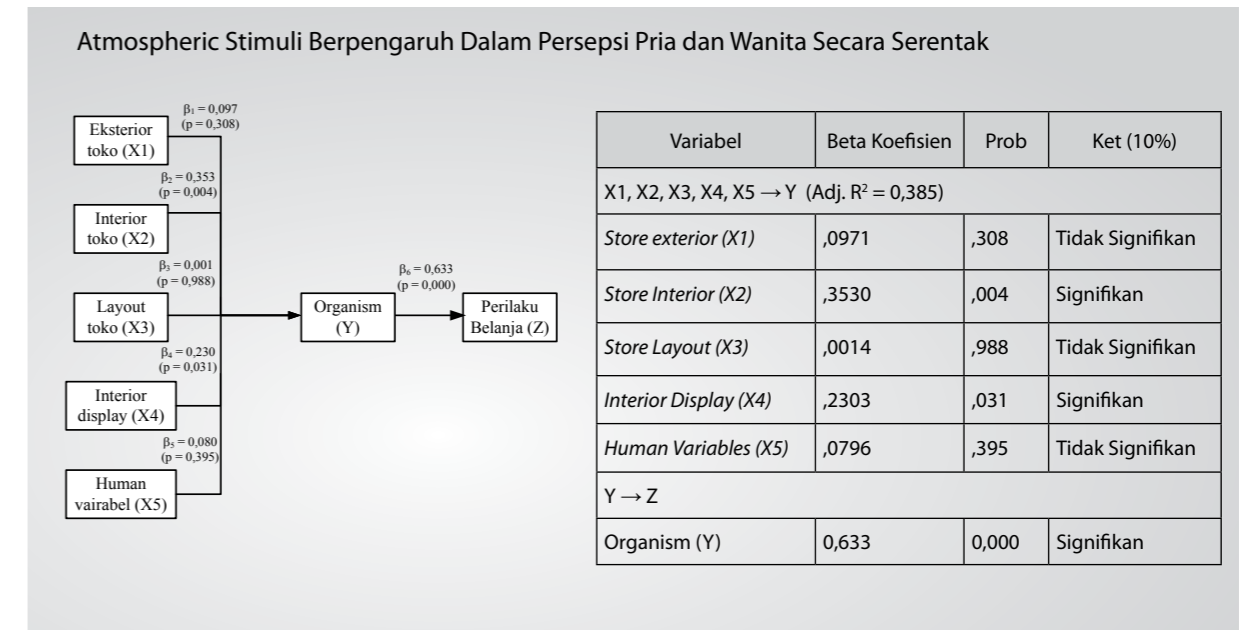 Atmospheric Stimuli Berpengaruh Dalam Persepsi Pria dan Wanita Secara Serentak
β₁ = 0,097
(p = 0,308)
Eksterior
toko (X1)
β₂ = 0,353
(p = 0,004)
Interior
toko (X2)
β₃ = 0,001
(p = 0,988)
Layout
toko (X3)
β₄ = 0,230
(p = 0,031)
Interior
display (X4)
β₅ = 0,080
(p = 0,395)
Human
vairabel (X5)
Organism
(Y)
β₆ = 0,633
(p = 0,000)
Perilaku
Belanja (Z)
Variabel Beta Koefisien Prob Ket (10%)
X1, X2, X3, X4, X5 → Y (Adj. R² = 0,385)
Store exterior (X1) ,0971 ,308 Tidak Signifikan
Store Interior (X2) ,3530 ,004 Signifikan
Store Layout (X3) ,0014 ,988 Tidak Signifikan
Interior Display (X4) ,2303 ,031 Signifikan
Human Variables (X5) ,0796 ,395 Tidak Signifikan
Y → Z
Organism (Y) 0,633 0,000 Signifikan